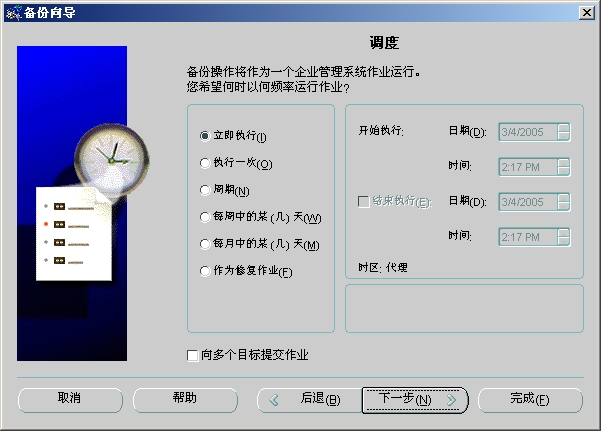 备份向导
调度
备份操作将作为一个企业管理系统作业运行。
您希望何时以何频率运行作业?
立即执行(I)
执行一次(O)
周期(N)
每周中的某(几)天(W)
每月中的某(几)天(M)
作为修复作业(F)
开始执行: 日期(D): 3/4/2005
时间: 2:17 PM
结束执行(E): 日期(D): 3/4/2005
时间: 2:17 PM
时区: 代理
向多个目标提交作业
取消 帮助 后退(B) 下一步(N) 完成(F)